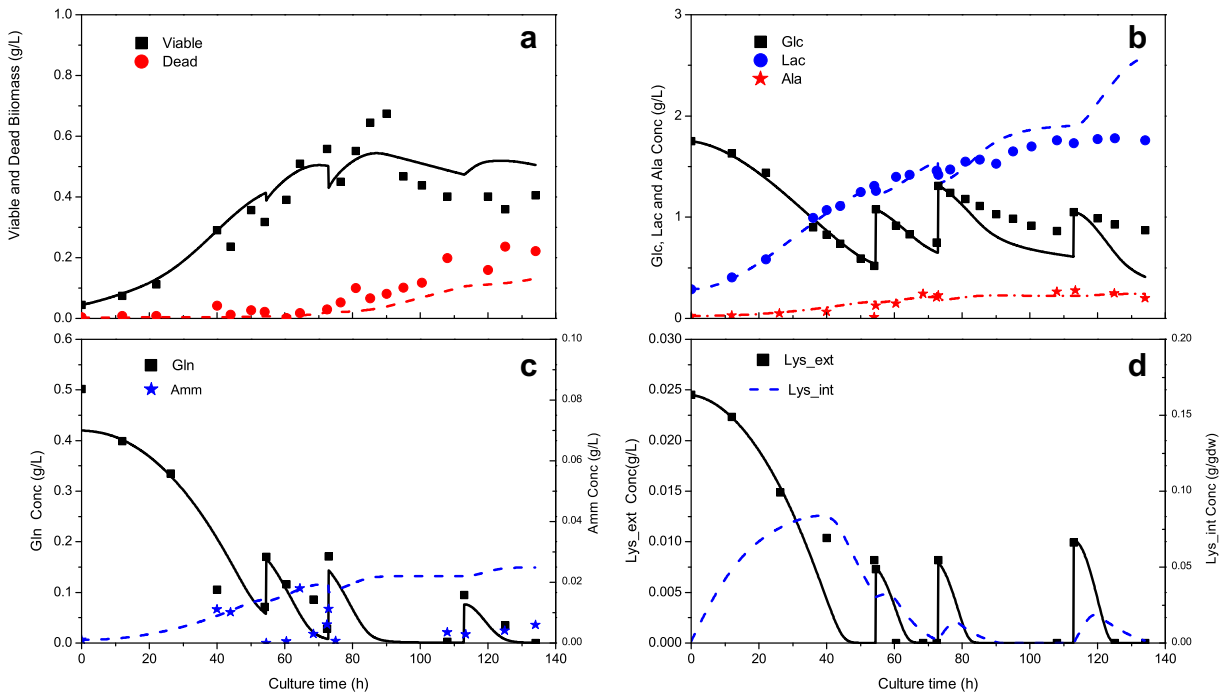 a
Viable
Dead
Viable and Dead Biiomass (g/L)
1.0
0.8
0.6
0.4
0.2
0.0
b
Glc
Lac
Ala
Glc, Lac and Ala Conc (g/L)
3
2
1
0
c
Gln
Amm
Gln Conc (g/L)
0.6
0.5
0.4
0.3
0.2
0.1
0.0
Amm Conc (g/L)
0.10
0.08
0.06
0.04
0.02
0.00
0 20 40 60 80 100 120 140
Culture time (h)
d
Lys_ext
Lys_int
Lys_ext Conc(g/L)
0.030
0.025
0.020
0.015
0.010
0.005
0.000
Lys_int Conc (g/gdw)
0.20
0.15
0.10
0.05
0.00
0 20 40 60 80 100 120 140
Culture time (h)